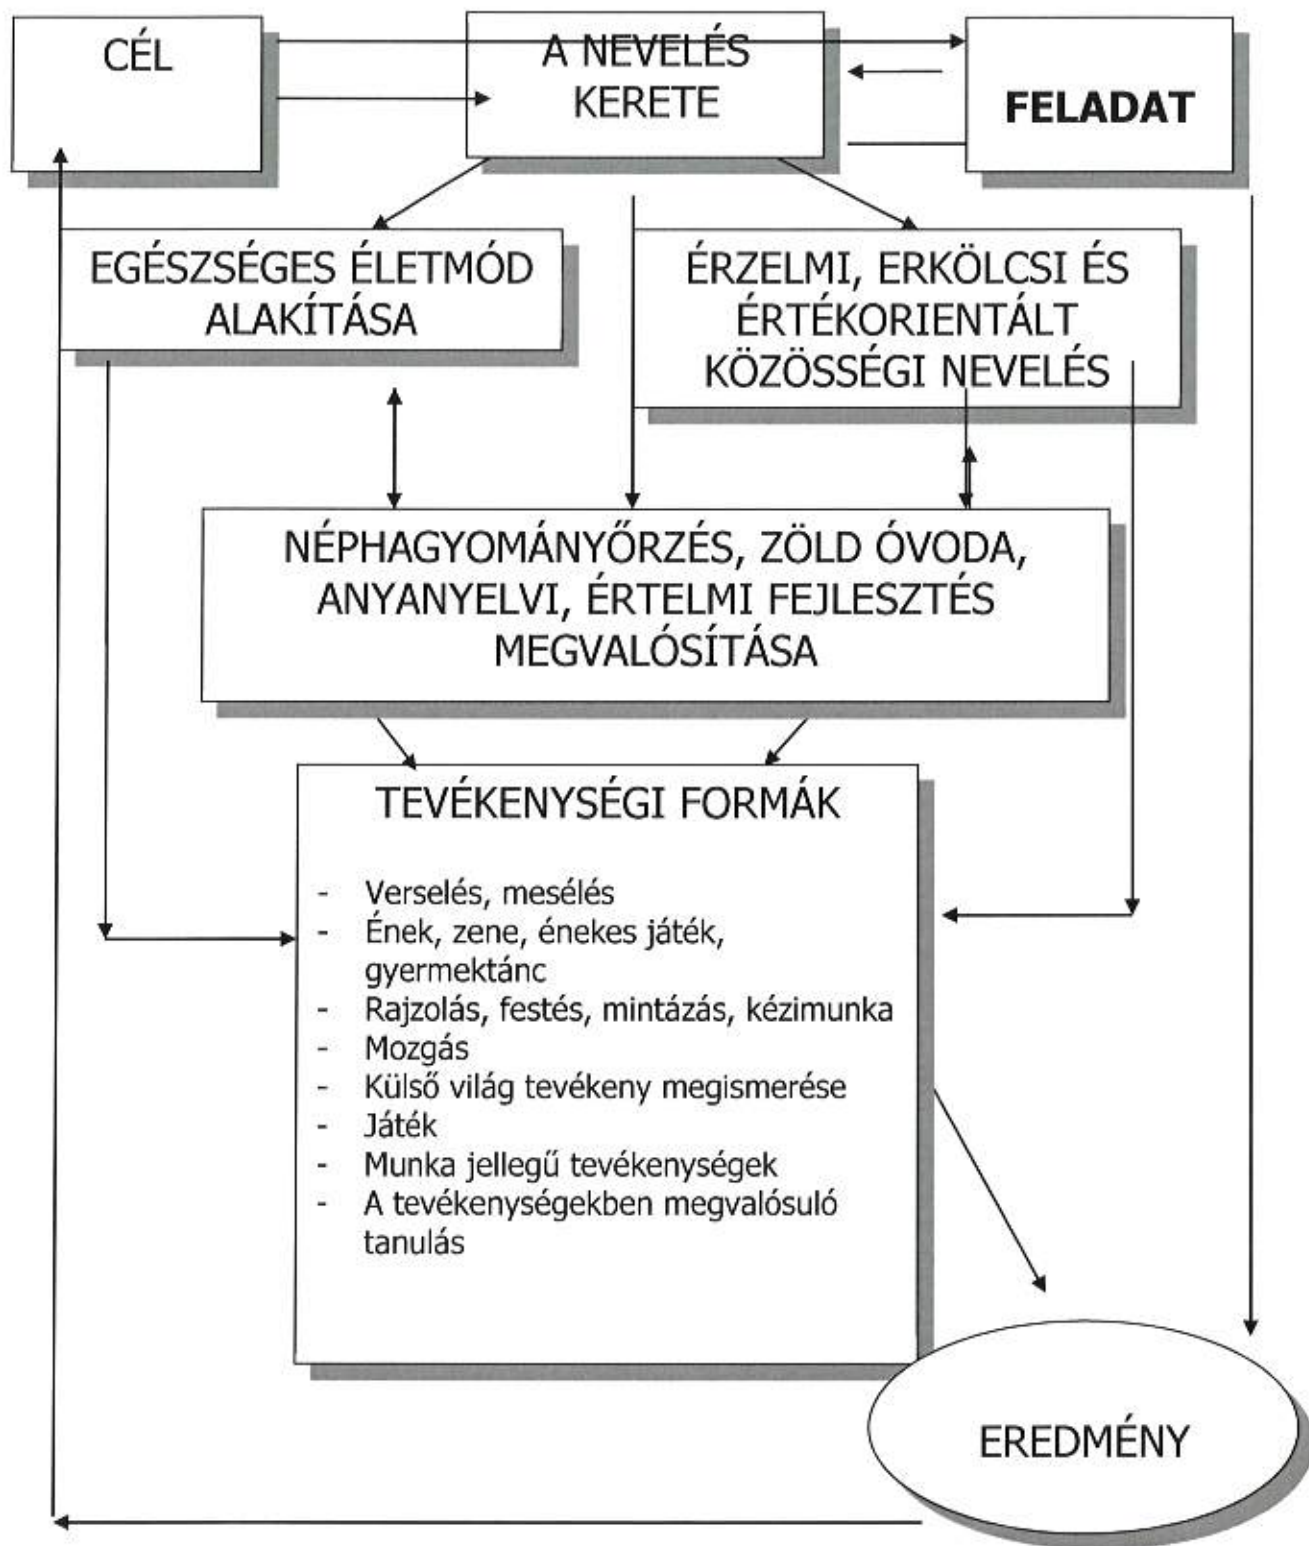 CÉL
A NEVELÉS
KERETE
FELADAT
EGÉSZSÉGES ÉLETMÓD
ALAKÍTÁSA
ÉRZELMI, ERKÖLCSI ÉS
ÉRTÉKORIENTÁLT
KÖZÖSSÉGI NEVELÉS
NÉPHAGYOMÁNYŐRZÉS, ZÖLD ÓVODA,
ANYANYELVI, ÉRTELMI FEJLESZTÉS
MEGVALÓSÍTÁSA
TEVÉKENYSÉGI FORMÁK
- Verselés, mesélés
- Ének, zene, énekes játék,
gyermektánc
- Rajzolás, festés, mintázás, kézimunka
- Mozgás
- Külső világ tevékeny megismerése
- Játék
- Munka jellegű tevékenységek
- A tevékenységekben megvalósuló
tanulás
EREDMÉNY